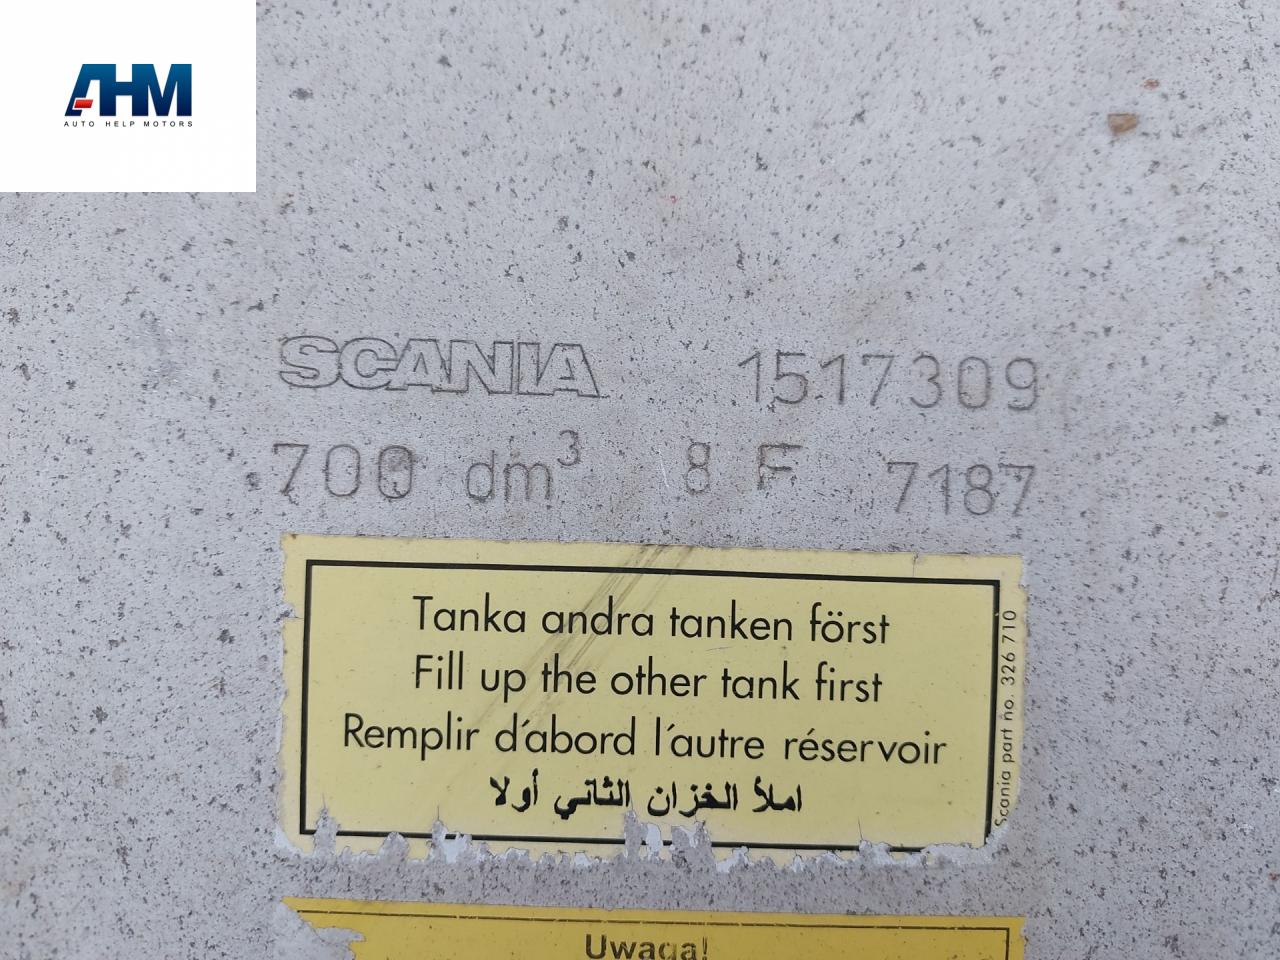 AHM
AUTO HELP MOTORS
SCANIA 1517309
700 dm³ 8 F 7187
Tanka andra tanken först
Fill up the other tank first
Remplir d´abord l´autre réservoir
املأ الخزان الثاني أولا
Scania part no. 326 710
Uwaga!